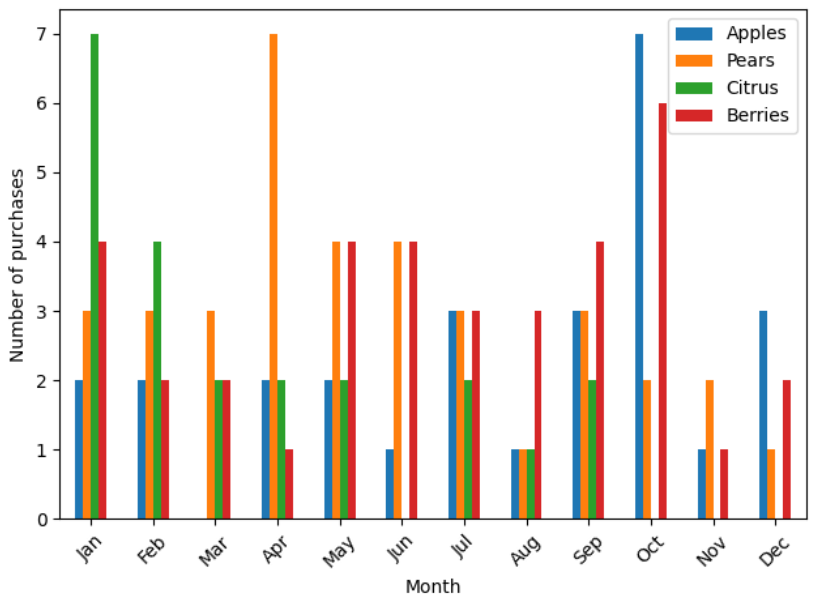 7
6
5
4
3
2
1
0
Number of purchases
Apples
Pears
Citrus
Berries
Jan Feb Mar Apr May Jun Jul Aug Sep Oct Nov Dec
Month